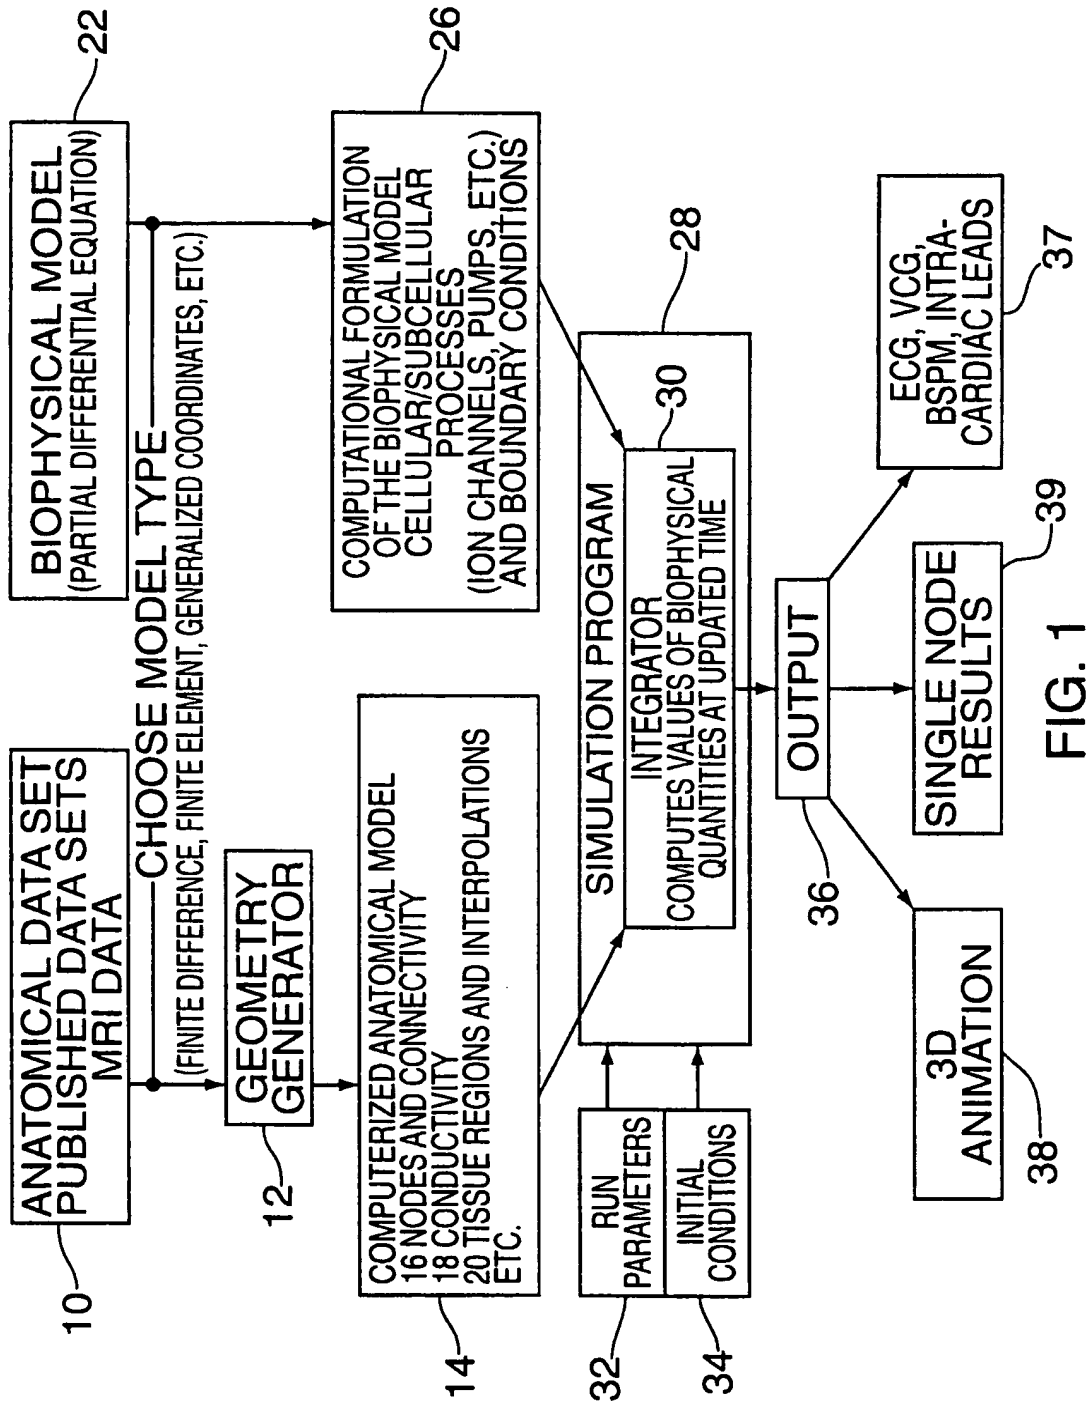 ANATOMICAL DATA SET
PUBLISHED DATA SETS
MRI DATA
10
BIOPHYSICAL MODEL
(PARTIAL DIFFERENTIAL EQUATION)
22
CHOOSE MODEL TYPE
(FINITE DIFFERENCE, FINITE ELEMENT, GENERALIZED COORDINATES, ETC.)
GEOMETRY
GENERATOR
12
COMPUTERIZED ANATOMICAL MODEL
16 NODES AND CONNECTIVITY
18 CONDUCTIVITY
20 TISSUE REGIONS AND INTERPOLATIONS
ETC.
14
COMPUTATIONAL FORMULATION
OF THE BIOPHYSICAL MODEL
CELLULAR/SUBCELLULAR
PROCESSES
(ION CHANNELS, PUMPS, ETC.)
AND BOUNDARY CONDITIONS
26
SIMULATION PROGRAM
28
INTEGRATOR
COMPUTES VALUES OF BIOPHYSICAL
QUANTITIES AT UPDATED TIME
30
RUN
PARAMETERS
32
INITIAL
CONDITIONS
34
OUTPUT
36
3D
ANIMATION
38
SINGLE NODE
RESULTS
39
ECG, VCG,
BSPM, INTRA-
CARDIAC LEADS
37
FIG. 1